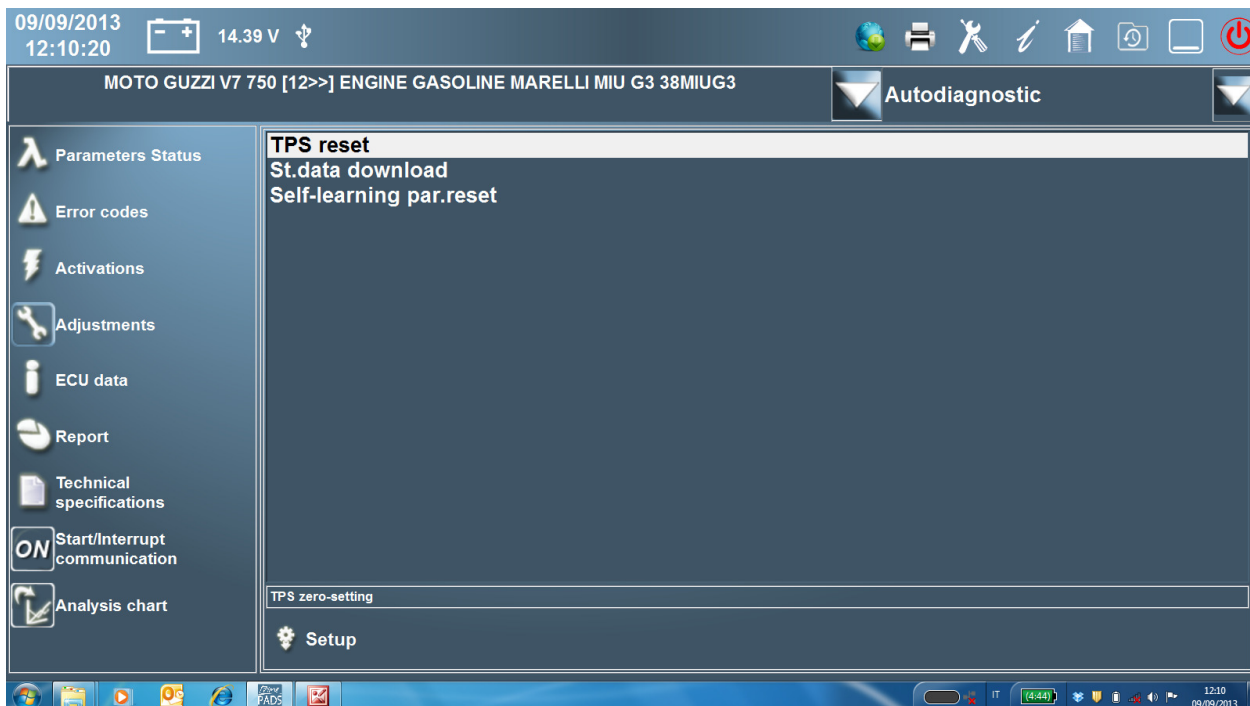 09/09/2013
12:10:20
14.39 V
MOTO GUZZI V7 750 [12>>] ENGINE GASOLINE MARELLI MIU G3 38MIUG3
Autodiagnostic
Parameters Status
Error codes
Activations
Adjustments
ECU data
Report
Technical
specifications
ON
Start/Interrupt
communication
Analysis chart
TPS reset
St.data download
Self-learning par.reset
TPS zero-setting
Setup
PADS
IT
(4:44)
12:10
09/09/2013